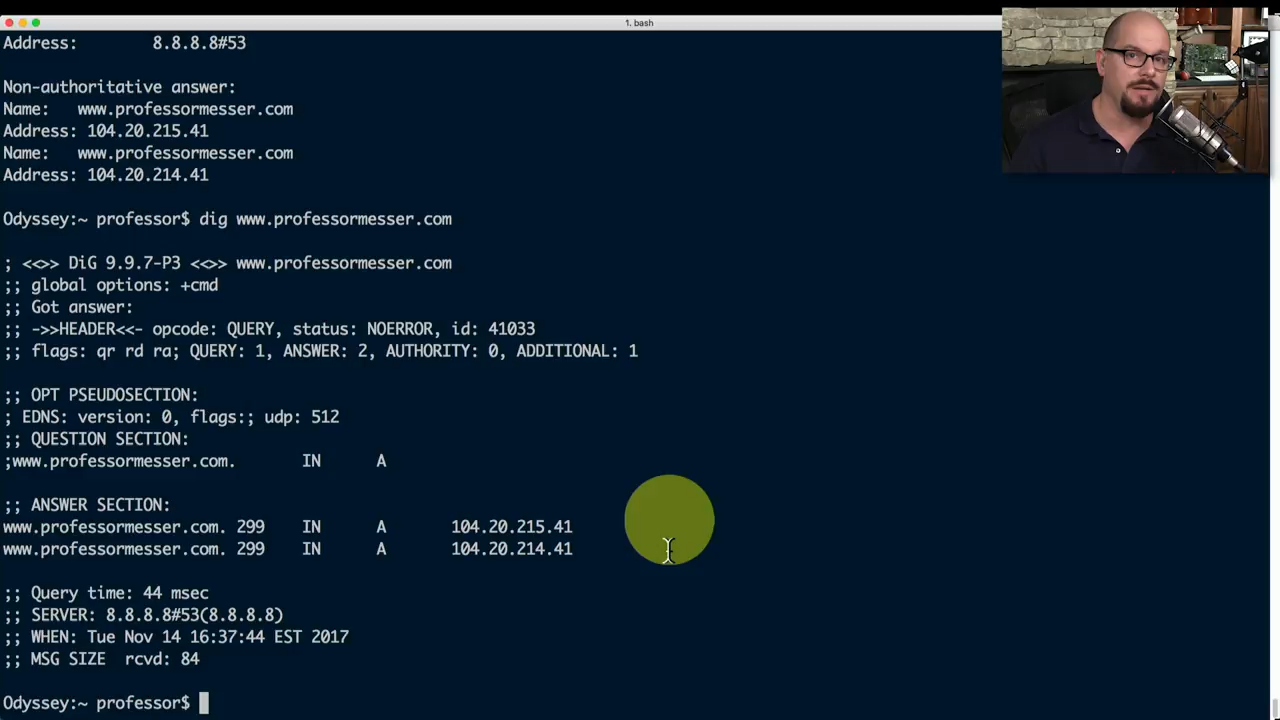 1. bash
Address: 8.8.8.8#53
Non-authoritative answer:
Name: www.professormesser.com
Address: 104.20.215.41
Name: www.professormesser.com
Address: 104.20.214.41
Odyssey:~ professor$ dig www.professormesser.com
; <<>> DiG 9.9.7-P3 <<>> www.professormesser.com
;; global options: +cmd
;; Got answer:
;; ->>HEADER<<- opcode: QUERY, status: NOERROR, id: 41033
;; flags: qr rd ra; QUERY: 1, ANSWER: 2, AUTHORITY: 0, ADDITIONAL: 1
;; OPT PSEUDOSECTION:
; EDNS: version: 0, flags:; udp: 512
;; QUESTION SECTION:
;www.professormesser.com. IN A
;; ANSWER SECTION:
www.professormesser.com. 299 IN A 104.20.215.41
www.professormesser.com. 299 IN A 104.20.214.41
;; Query time: 44 msec
;; SERVER: 8.8.8.8#53(8.8.8.8)
;; WHEN: Tue Nov 14 16:37:44 EST 2017
;; MSG SIZE rcvd: 84
Odyssey:~ professor$